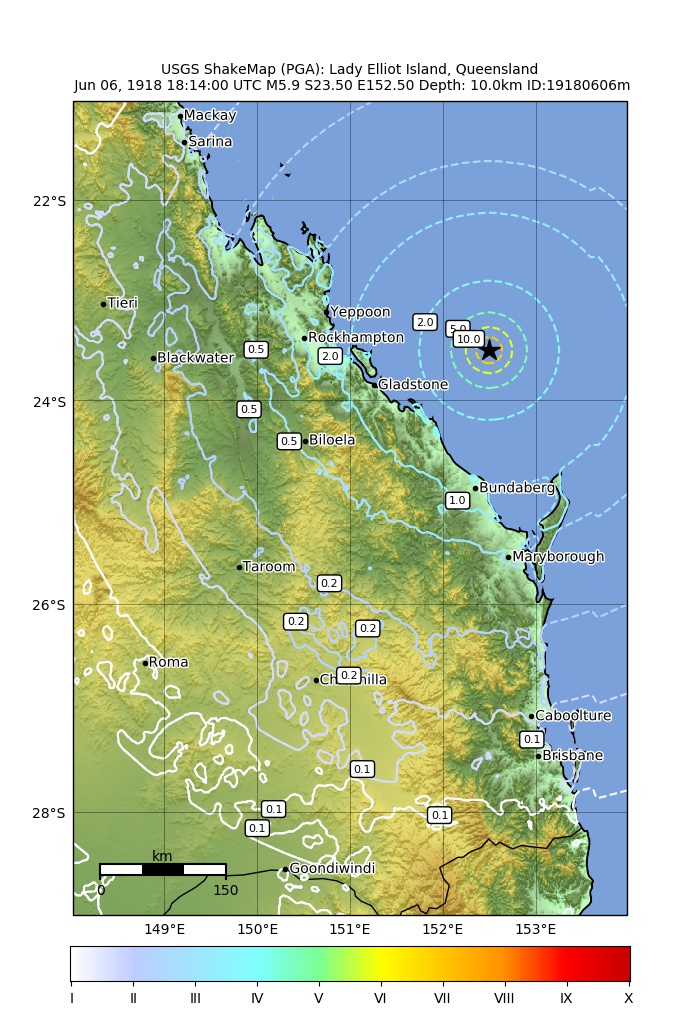 USGS ShakeMap (PGA): Lady Elliot Island, Queensland
Jun 06, 1918 18:14:00 UTC M5.9 S23.50 E152.50 Depth: 10.0km ID:19180606m
Mackay
Sarina
22°S
Tieri
Yeppoon
2.0
5.0
10.0
Rockhampton
Blackwater
0.5
2.0
Gladstone
24°S
0.5
0.5
Biloela
Bundaberg
1.0
Maryborough
Taroom
0.2
26°S
0.2
0.2
Roma
0.2
Caboolture
0.1
Brisbane
0.1
28°S
0.1
0.1
0.1
km
0 150
Goondiwindi
149°E 150°E 151°E 152°E 153°E
I II III IV V VI VII VIII IX X